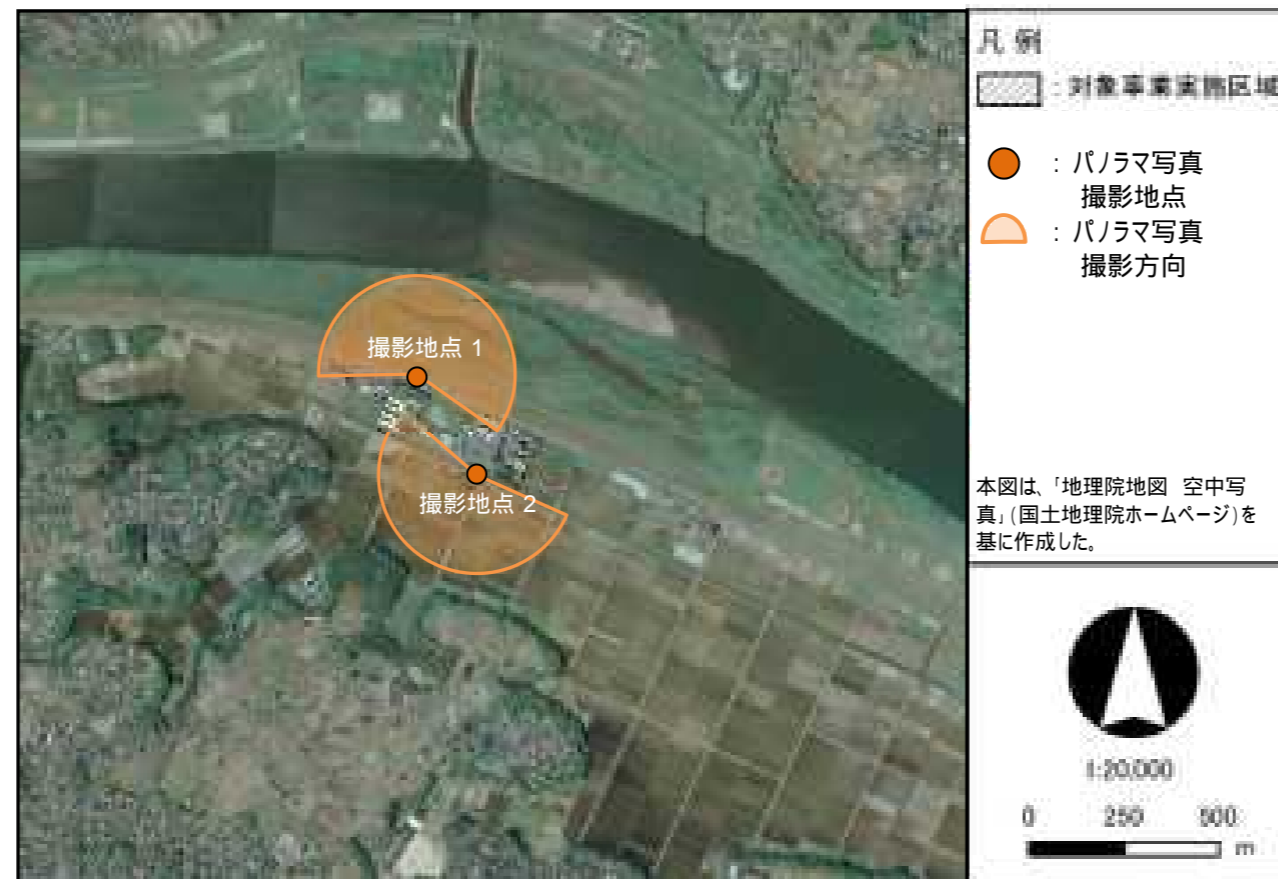 撮影地点 1
撮影地点 2
凡 例
：対象事業実施区域
：パノラマ写真
撮影地点
：パノラマ写真
撮影方向
本図は、「地理院地図　空中写
真」(国土地理院ホームページ)を
基に作成した。
1:20,000
0 250 500
m